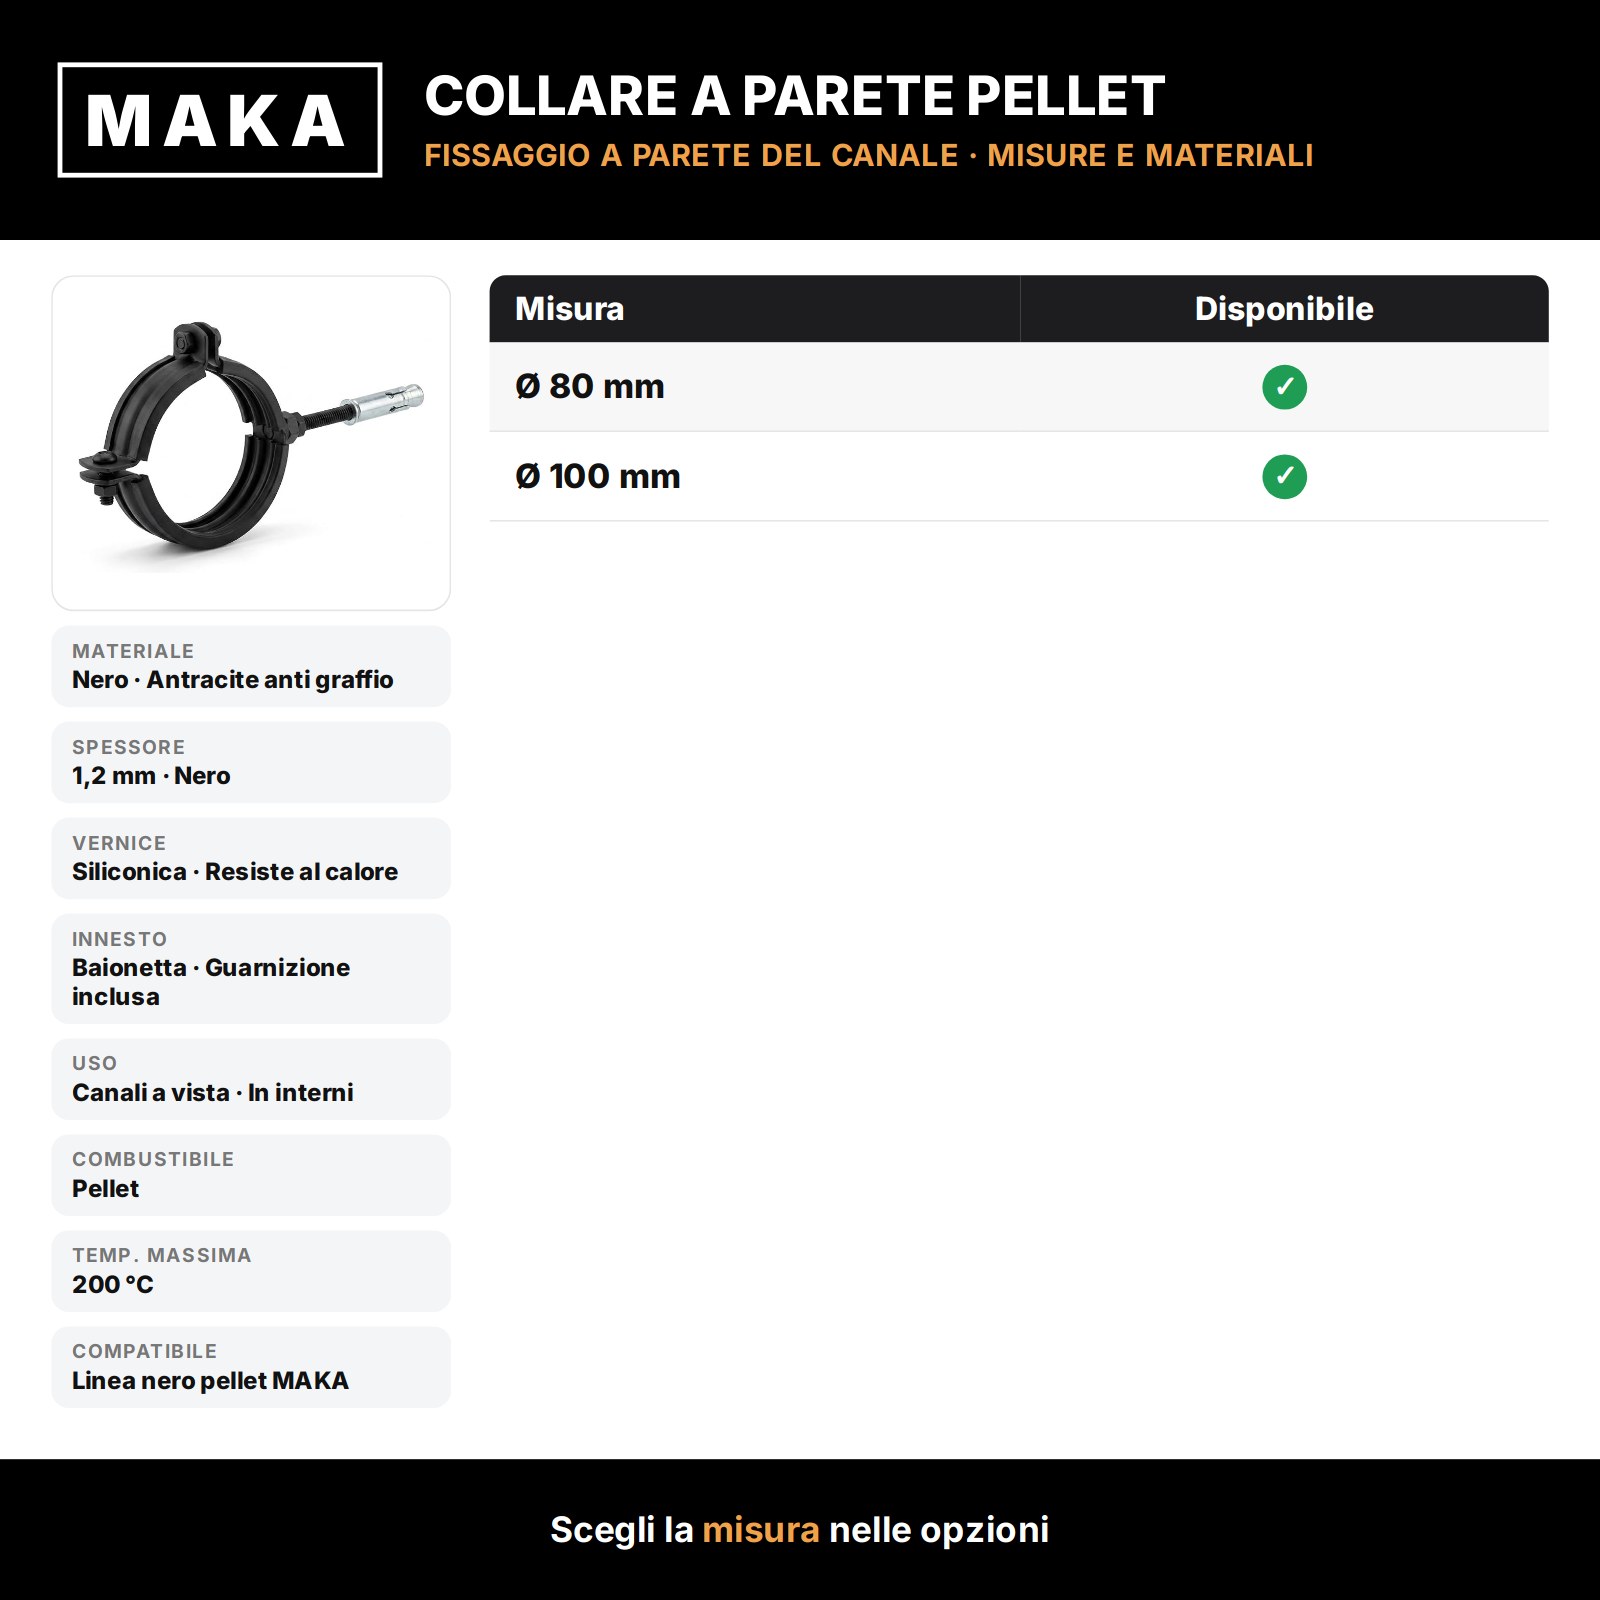 MAKA
COLLARE A PARETE PELLET
FISSAGGIO A PARETE DEL CANALE · MISURE E MATERIALI
Misura
Disponibile
Ø 80 mm
✓
Ø 100 mm
✓
MATERIALE
Nero · Antracite anti graffio
SPESSORE
1,2 mm · Nero
VERNICE
Siliconica · Resiste al calore
INNESTO
Baionetta · Guarnizione
inclusa
USO
Canali a vista · In interni
COMBUSTIBILE
Pellet
TEMP. MASSIMA
200 °C
COMPATIBILE
Linea nero pellet MAKA
Scegli la misura nelle opzioni